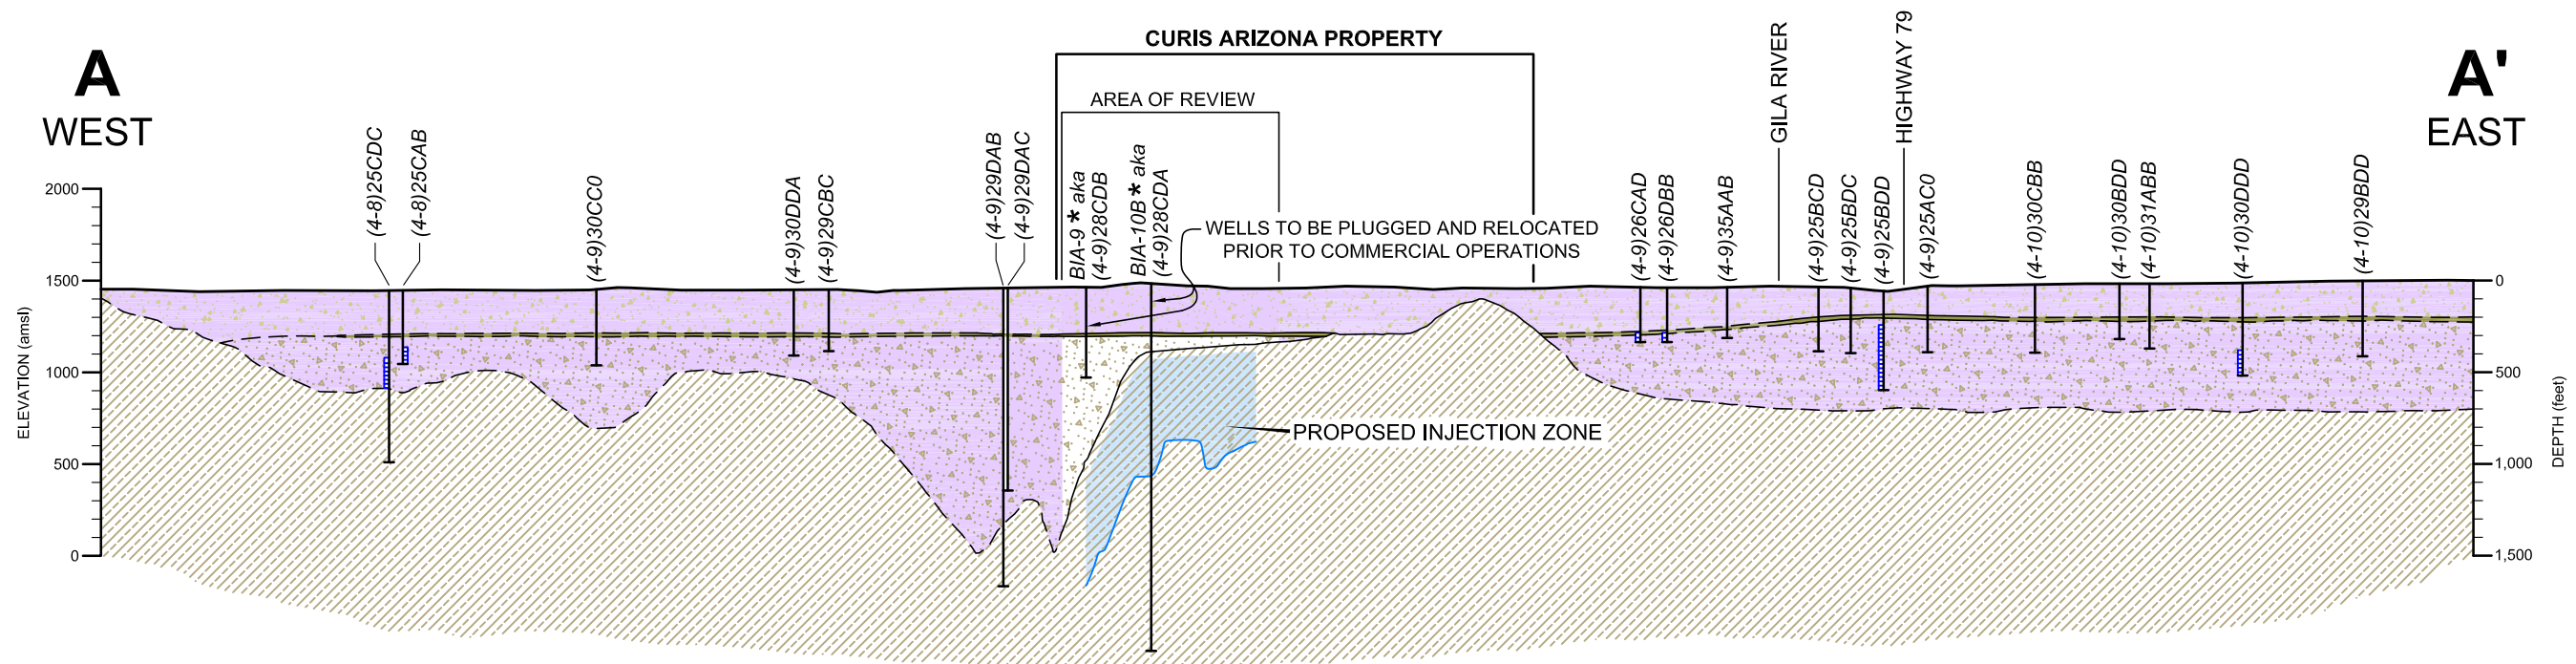 A
WEST
A'
EAST
CURIS ARIZONA PROPERTY
AREA OF REVIEW
GILA RIVER
HIGHWAY 79
(4-8)25CDC
(4-8)25CAB
(4-9)30CC0
(4-9)30DDA
(4-9)29CBC
(4-9)29DAB
(4-9)29DAC
BIA-9 * aka
(4-9)28CDB
BIA-10B * aka
(4-9)28CDA
WELLS TO BE PLUGGED AND RELOCATED
PRIOR TO COMMERCIAL OPERATIONS
(4-9)26CAD
(4-9)26DBB
(4-9)35AAB
(4-9)25BCD
(4-9)25BDC
(4-9)25BDD
(4-9)25AC0
(4-10)30CBB
(4-10)30BDD
(4-10)31ABB
(4-10)30DDD
(4-10)29BDD
PROPOSED INJECTION ZONE
ELEVATION (amsl)
2000
1500
1000
500
0
DEPTH (feet)
0
500
1,000
1,500